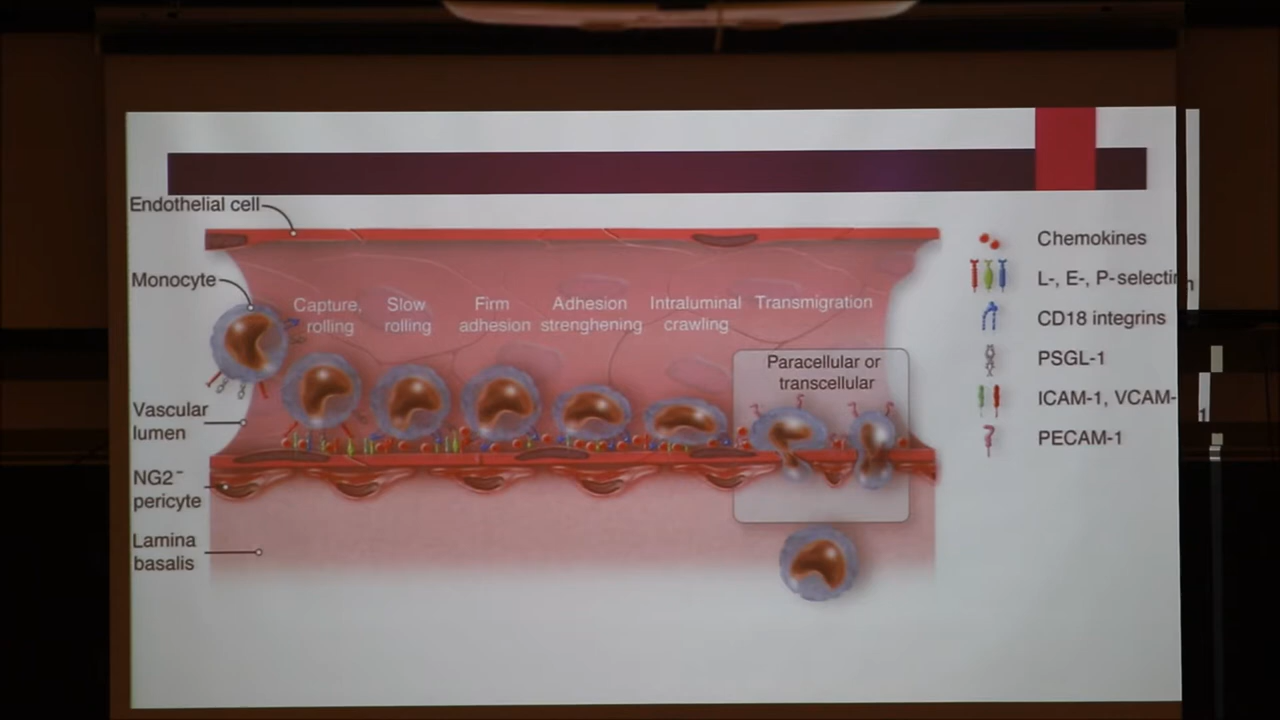 Endothelial cell
Monocyte
Capture,
rolling
Slow
rolling
Firm
adhesion
Adhesion
strenghening
Intraluminal
crawling
Transmigration
Paracellular or
transcellular
Vascular
lumen
NG2⁻
pericyte
Lamina
basalis
Chemokines
L-, E-, P-selectin
CD18 integrins
PSGL-1
ICAM-1, VCAM-1
PECAM-1